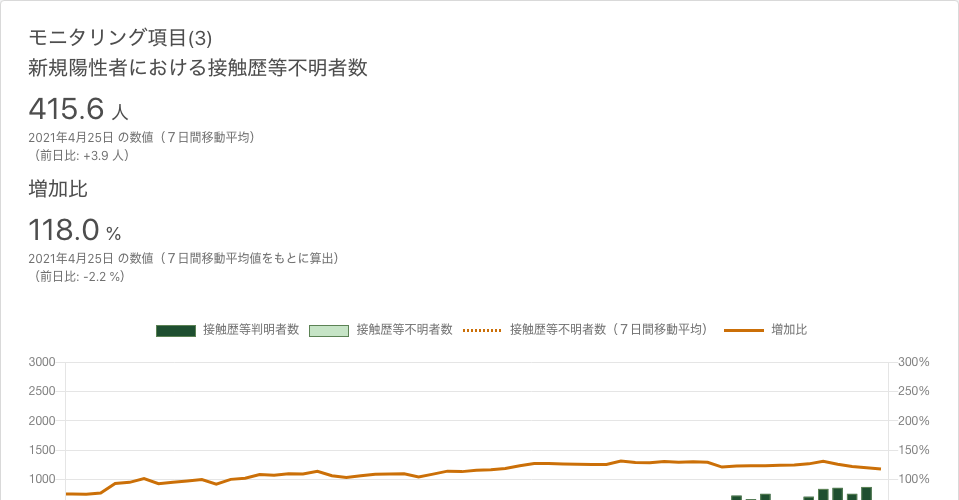 モニタリング項目(3)
新規陽性者における接触歴等不明者数
415.6 人
2021年4月25日 の数値（７日間移動平均）
（前日比: +3.9 人）
増加比
118.0 %
2021年4月25日 の数値（７日間移動平均値をもとに算出）
（前日比: -2.2 %）
接触歴等判明者数 接触歴等不明者数 接触歴等不明者数（７日間移動平均） 増加比
3000 300%
2500 250%
2000 200%
1500 150%
1000 100%